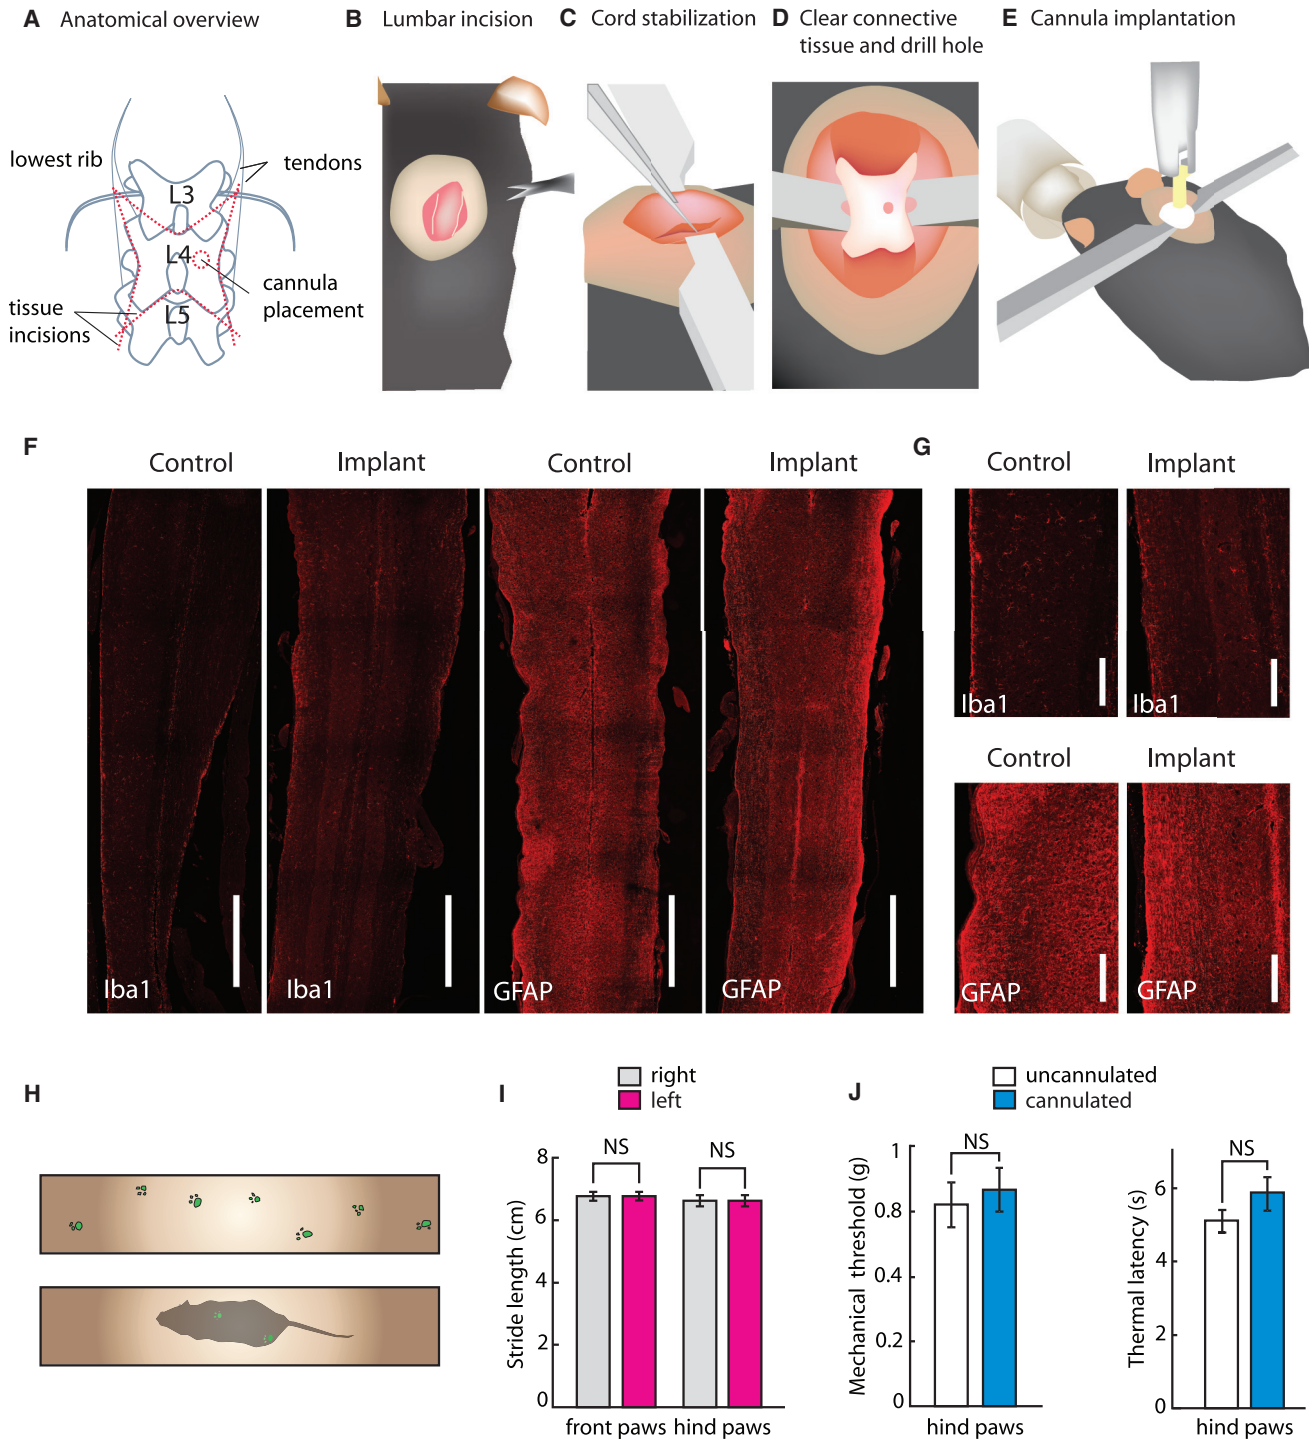 A Anatomical overview
B Lumbar incision
C Cord stabilization
D Clear connective
tissue and drill hole
E Cannula implantation
lowest rib
tendons
L3
L4
L5
cannula
placement
tissue
incisions
F
Control
Implant
Control
Implant
Iba1
Iba1
GFAP
GFAP
G
Control
Implant
Iba1
Iba1
Control
Implant
GFAP
GFAP
H
I
right
left
NS
NS
8
6
4
2
0
Stride length (cm)
front paws
hind paws
J
uncannulated
cannulated
NS
1
0.8
0.4
0.2
0
Mechanical threshold (g)
hind paws
NS
6
4
2
0
Thermal latency (s)
hind paws